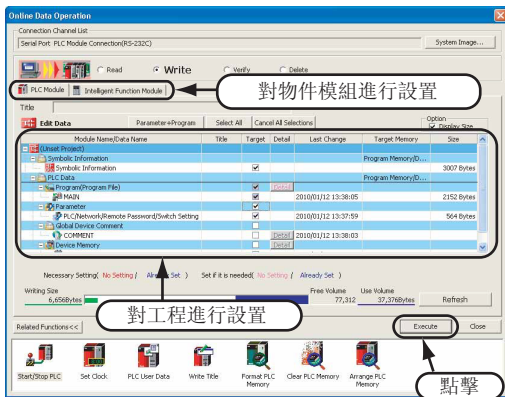 Online Data Operation
Connection Channel List
Serial Port PLC Module Connection(RS-232C)
System Image...
Read
Write
Verify
Delete
PLC Module
Intelligent Function Module
對物件模組進行設置
Title
Edit Data
Parameter+Program
Select All
Cancel All Selections
Option
Display Size
Module Name/Data Name
Title
Target
Detail
Last Change
Target Memory
Size
(Unset Project)
Symbolic Information
Program Memory/D...
Symbolic Information
3007 Bytes
PLC Data
Program Memory/D...
Program(Program File)
Detail
MAIN
2010/01/12 13:38:05
2152 Bytes
Parameter
PLC/Network/Remote Password/Switch Setting
2010/01/12 13:37:59
564 Bytes
Global Device Comment
COMMENT
Detail
2010/01/12 13:38:03
Device Memory
Detail
Necessary Setting( No Setting / Already Set )
Set if it is needed( No Setting / Already Set )
Writing Size
6,656Bytes
Free Volume
77,312
Use Volume
37,376Bytes
Refresh
對工程進行設置
Related Functions<<
Execute
Close
Start/Stop PLC
Set Clock
PLC User Data
Write Title
Format PLC Memory
Clear PLC Memory
Arrange PLC Memory
點擊